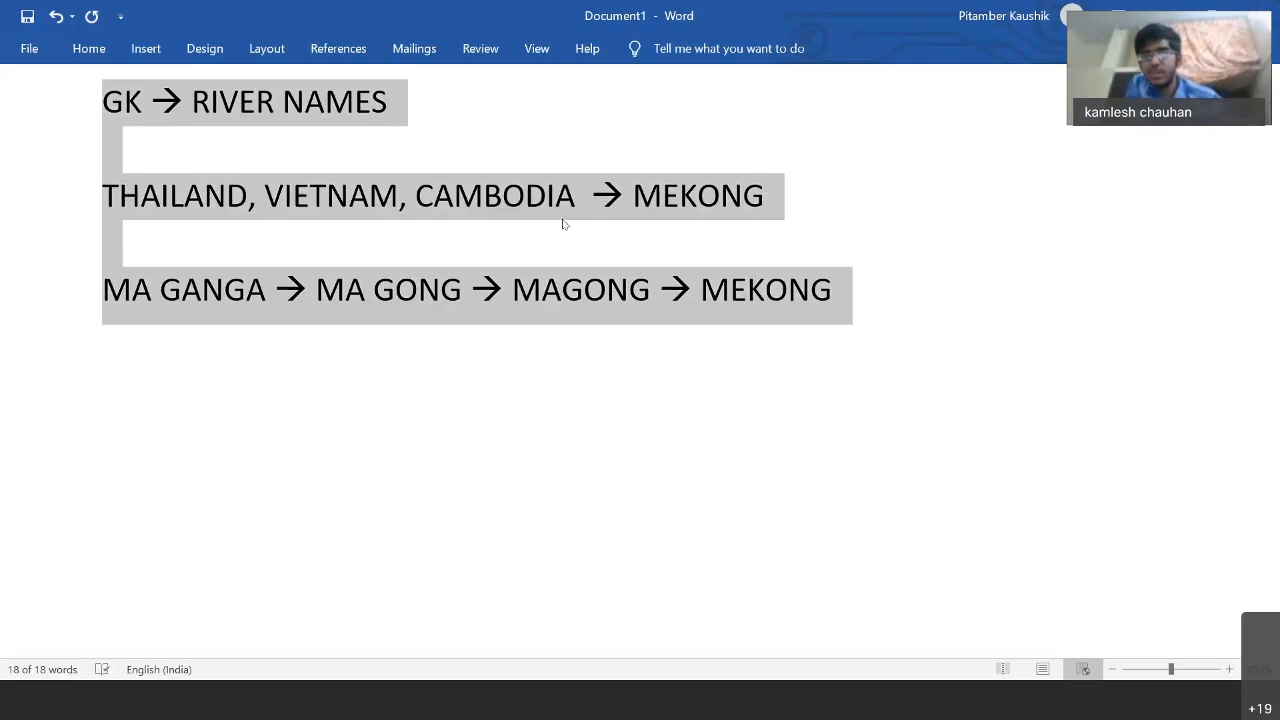 Document1 - Word
Pitamber Kaushik
File Home Insert Design Layout References Mailings Review View Help Tell me what you want to do
kamlesh chauhan
GK → RIVER NAMES
THAILAND, VIETNAM, CAMBODIA → MEKONG
MA GANGA → MA GONG → MAGONG → MEKONG
18 of 18 words English (India) 100%
+19